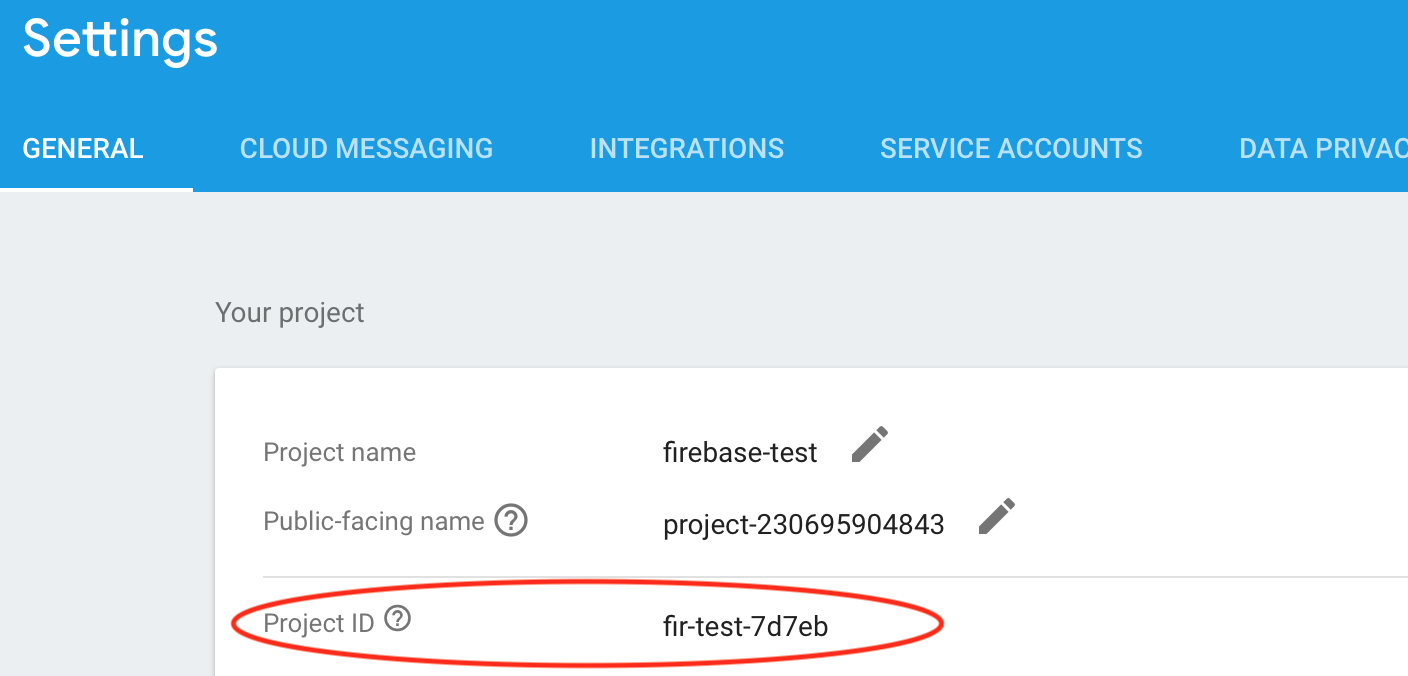 Settings
GENERAL CLOUD MESSAGING INTEGRATIONS SERVICE ACCOUNTS DATA PRIVAC
Your project
Project name firebase-test
Public-facing name project-230695904843
Project ID fir-test-7d7eb